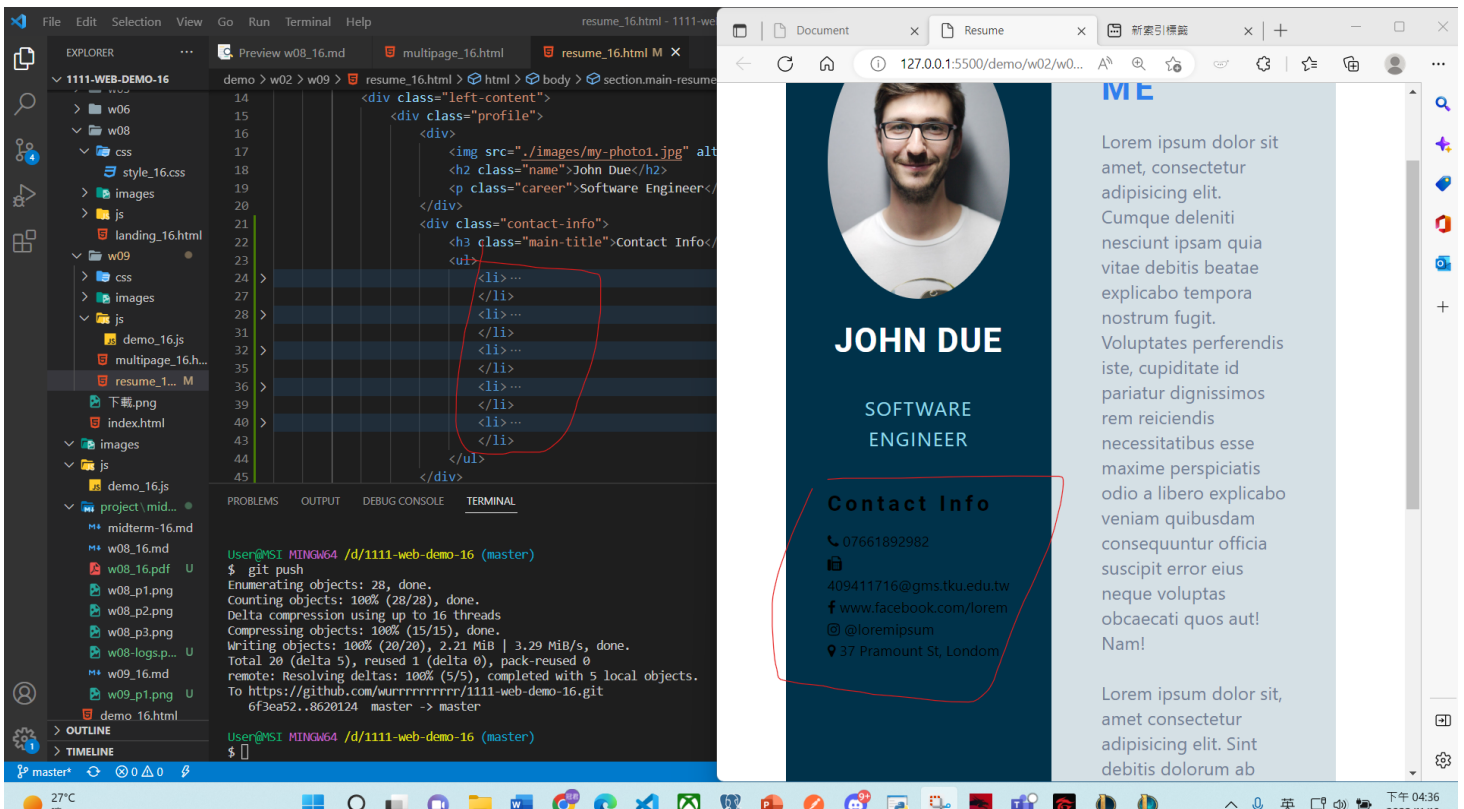 File Edit Selection View Go Run Terminal Help resume_16.html - 1111-we
EXPLORER ...
1111-WEB-DEMO-16
w06
w08
css
style_16.css
images
js
landing_16.html
w09
css
images
js
demo_16.js
multipage_16.h...
resume_1... M
下載.png
index.html
images
js
demo_16.js
project\mid...
midterm-16.md
w08_16.md
w08_16.pdf U
w08_p1.png
w08_p2.png
w08_p3.png
w08-logs.p... U
w09_16.md
w09_p1.png U
demo_16.html
OUTLINE
TIMELINE
Preview w08_16.md multipage_16.html resume_16.html M
demo > w02 > w09 > resume_16.html > html > body > section.main-resume
14 <div class="left-content">
15 <div class="profile">
16 <div>
17 <img src="./images/my-photo1.jpg" alt
18 <h2 class="name">John Due</h2>
19 <p class="career">Software Engineer</
20 </div>
21 <div class="contact-info">
22 <h3 class="main-title">Contact Info</
23 <ul>
24 <li>...
27 </li>
28 <li>...
31 </li>
32 <li>...
35 </li>
36 <li>...
39 </li>
40 <li>...
43 </li>
44 </ul>
45 </div>
PROBLEMS OUTPUT DEBUG CONSOLE TERMINAL
User@MSI MINGW64 /d/1111-web-demo-16 (master)
$ git push
Enumerating objects: 28, done.
Counting objects: 100% (28/28), done.
Delta compression using up to 16 threads
Compressing objects: 100% (15/15), done.
Writing objects: 100% (20/20), 2.21 MiB | 3.29 MiB/s, done.
Total 20 (delta 5), reused 1 (delta 0), pack-reused 0
remote: Resolving deltas: 100% (5/5), completed with 5 local objects.
To https://github.com/wurrrrrrrrrr/1111-web-demo-16.git
6f3ea52..8620124 master -> master
User@MSI MINGW64 /d/1111-web-demo-16 (master)
$
master* 0 0 0
Document Resume 新索引標籤
127.0.0.1:5500/demo/w02/w0...
JOHN DUE
SOFTWARE
ENGINEER
Contact Info
07661892982
409411716@gms.tku.edu.tw
www.facebook.com/lorem
@loremipsum
37 Pramount St, Londom
ME
Lorem ipsum dolor sit
amet, consectetur
adipisicing elit.
Cumque deleniti
nesciunt ipsam quia
vitae debitis beatae
explicabo tempora
nostrum fugit.
Voluptates perferendis
iste, cupiditate id
pariatur dignissimos
rem reiciendis
necessitatibus esse
maxime perspiciatis
odio a libero explicabo
veniam quibusdam
consequuntur officia
suscipit error eius
neque voluptas
obcaecati quos aut!
Nam!
Lorem ipsum dolor sit,
amet consectetur
adipisicing elit. Sint
debitis dolorum ab
27°C
英
下午 04:36